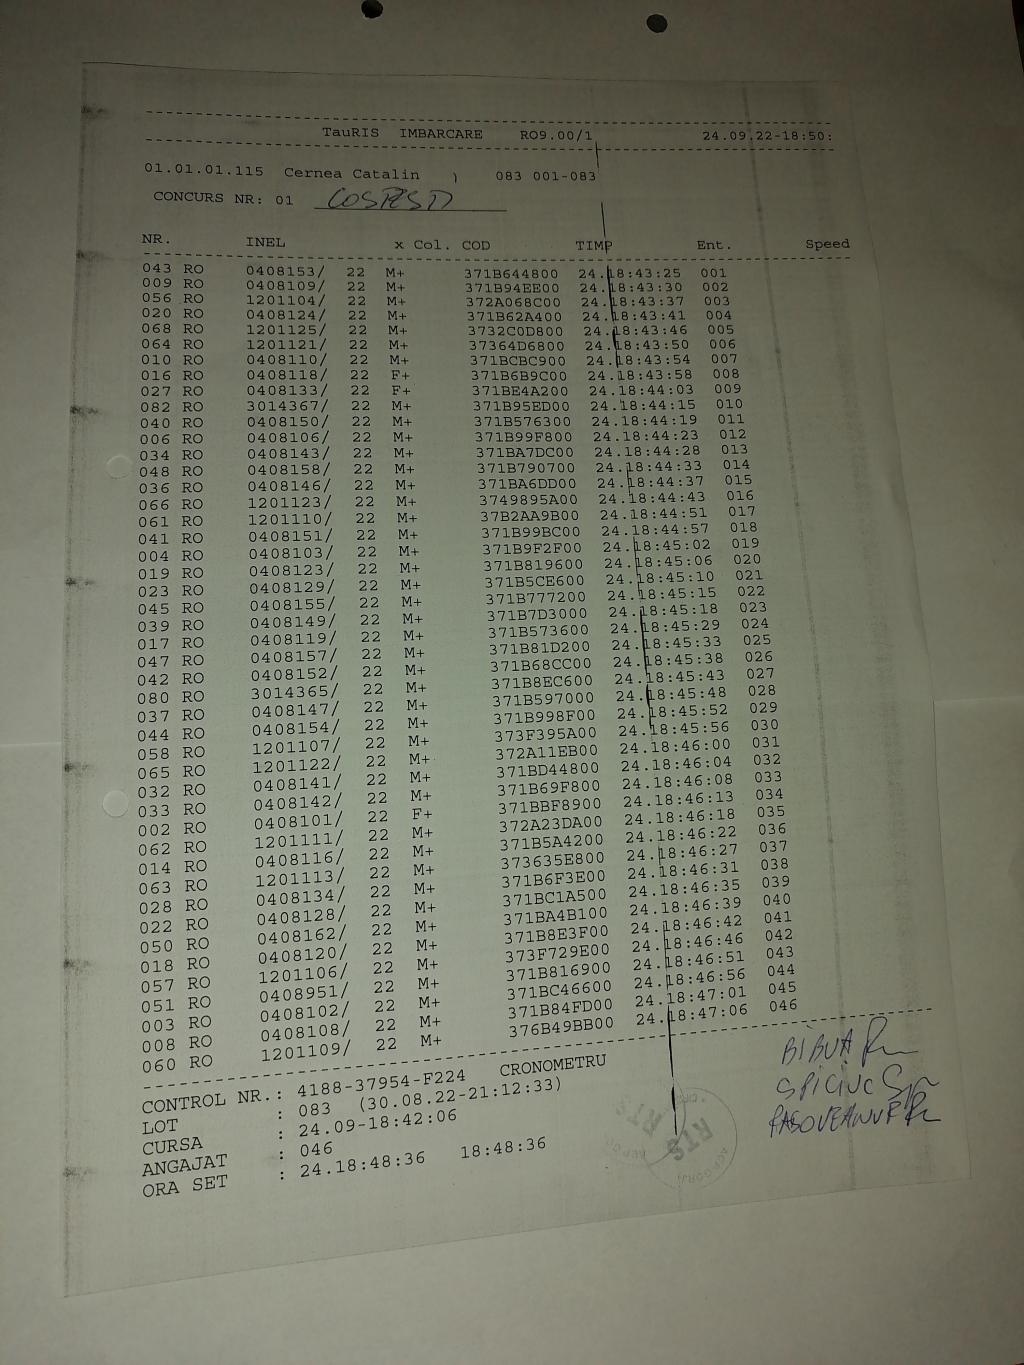 TauRIS IMBARCARE RO9.00/1 24.09.22-18:50:
01.01.01.115 Cernea Catalin ) 083 001-083
CONCURS NR: 01 COSTESTI
NR. INEL x Col. COD TIMP Ent. Speed
043 RO 0408153/ 22 M+ 371B644800 24.18:43:25 001
009 RO 0408109/ 22 M+ 371B94EE00 24.18:43:30 002
056 RO 1201104/ 22 M+ 372A068C00 24.18:43:37 003
020 RO 0408124/ 22 M+ 371B62A400 24.18:43:41 004
068 RO 1201125/ 22 M+ 3732C0D800 24.18:43:46 005
064 RO 1201121/ 22 M+ 37364D6800 24.18:43:50 006
010 RO 0408110/ 22 M+ 371BCBC900 24.18:43:54 007
016 RO 0408118/ 22 F+ 371B6B9C00 24.18:43:58 008
027 RO 0408133/ 22 F+ 371BE4A200 24.18:44:03 009
082 RO 3014367/ 22 M+ 371B95ED00 24.18:44:15 010
040 RO 0408150/ 22 M+ 371B576300 24.18:44:19 011
006 RO 0408106/ 22 M+ 371B99F800 24.18:44:23 012
034 RO 0408143/ 22 M+ 371BA7DC00 24.18:44:28 013
048 RO 0408158/ 22 M+ 371B790700 24.18:44:33 014
036 RO 0408146/ 22 M+ 371BA6DD00 24.18:44:37 015
066 RO 1201123/ 22 M+ 3749895A00 24.18:44:43 016
061 RO 1201110/ 22 M+ 37B2AA9B00 24.18:44:51 017
041 RO 0408151/ 22 M+ 371B99BC00 24.18:44:57 018
004 RO 0408103/ 22 M+ 371B9F2F00 24.18:45:02 019
019 RO 0408123/ 22 M+ 371B819600 24.18:45:06 020
023 RO 0408129/ 22 M+ 371B5CE600 24.18:45:10 021
045 RO 0408155/ 22 M+ 371B777200 24.18:45:15 022
039 RO 0408149/ 22 M+ 371B7D3000 24.18:45:18 023
017 RO 0408119/ 22 M+ 371B573600 24.18:45:29 024
047 RO 0408157/ 22 M+ 371B81D200 24.18:45:33 025
042 RO 0408152/ 22 M+ 371B68CC00 24.18:45:38 026
080 RO 3014365/ 22 M+ 371B8EC600 24.18:45:43 027
037 RO 0408147/ 22 M+ 371B597000 24.18:45:48 028
044 RO 0408154/ 22 M+ 371B998F00 24.18:45:52 029
058 RO 1201107/ 22 M+ 373F395A00 24.18:45:56 030
065 RO 1201122/ 22 M+ 372A11EB00 24.18:46:00 031
032 RO 0408141/ 22 M+ 371BD44800 24.18:46:04 032
033 RO 0408142/ 22 M+ 371B69F800 24.18:46:08 033
002 RO 0408101/ 22 F+ 371BBF8900 24.18:46:13 034
062 RO 1201111/ 22 M+ 372A23DA00 24.18:46:18 035
014 RO 0408116/ 22 M+ 371B5A4200 24.18:46:22 036
063 RO 1201113/ 22 M+ 373635E800 24.18:46:27 037
028 RO 0408134/ 22 M+ 371B6F3E00 24.18:46:31 038
022 RO 0408128/ 22 M+ 371BC1A500 24.18:46:35 039
050 RO 0408162/ 22 M+ 371BA4B100 24.18:46:39 040
018 RO 0408120/ 22 M+ 371B8E3F00 24.18:46:42 041
057 RO 1201106/ 22 M+ 373F729E00 24.18:46:46 042
051 RO 0408951/ 22 M+ 371B816900 24.18:46:51 043
003 RO 0408102/ 22 M+ 371BC46600 24.18:46:56 044
008 RO 0408108/ 22 M+ 371B84FD00 24.18:47:01 045
060 RO 1201109/ 22 M+ 376B49BB00 24.18:47:06 046
CONTROL NR.: 4188-37954-F224 CRONOMETRU
LOT : 083 (30.08.22-21:12:33)
CURSA : 24.09-18:42:06
ANGAJAT : 046
ORA SET : 24.18:48:36 18:48:36
BIBUA
SPICIUC
PASOVEANU
RTS